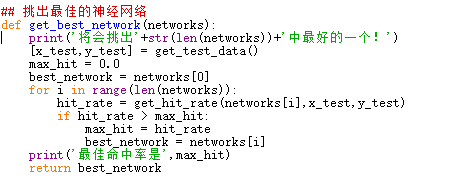 ## 挑出最佳的神经网络
def get_best_network(networks):
    print('将会挑出'+str(len(networks))+'中最好的一个！')
    [x_test,y_test] = get_test_data()
    max_hit = 0.0
    best_network = networks[0]
    for i in range(len(networks)):
        hit_rate = get_hit_rate(networks[i],x_test,y_test)
        if hit_rate > max_hit:
            max_hit = hit_rate
            best_network = networks[i]
    print('最佳命中率是',max_hit)
    return best_network